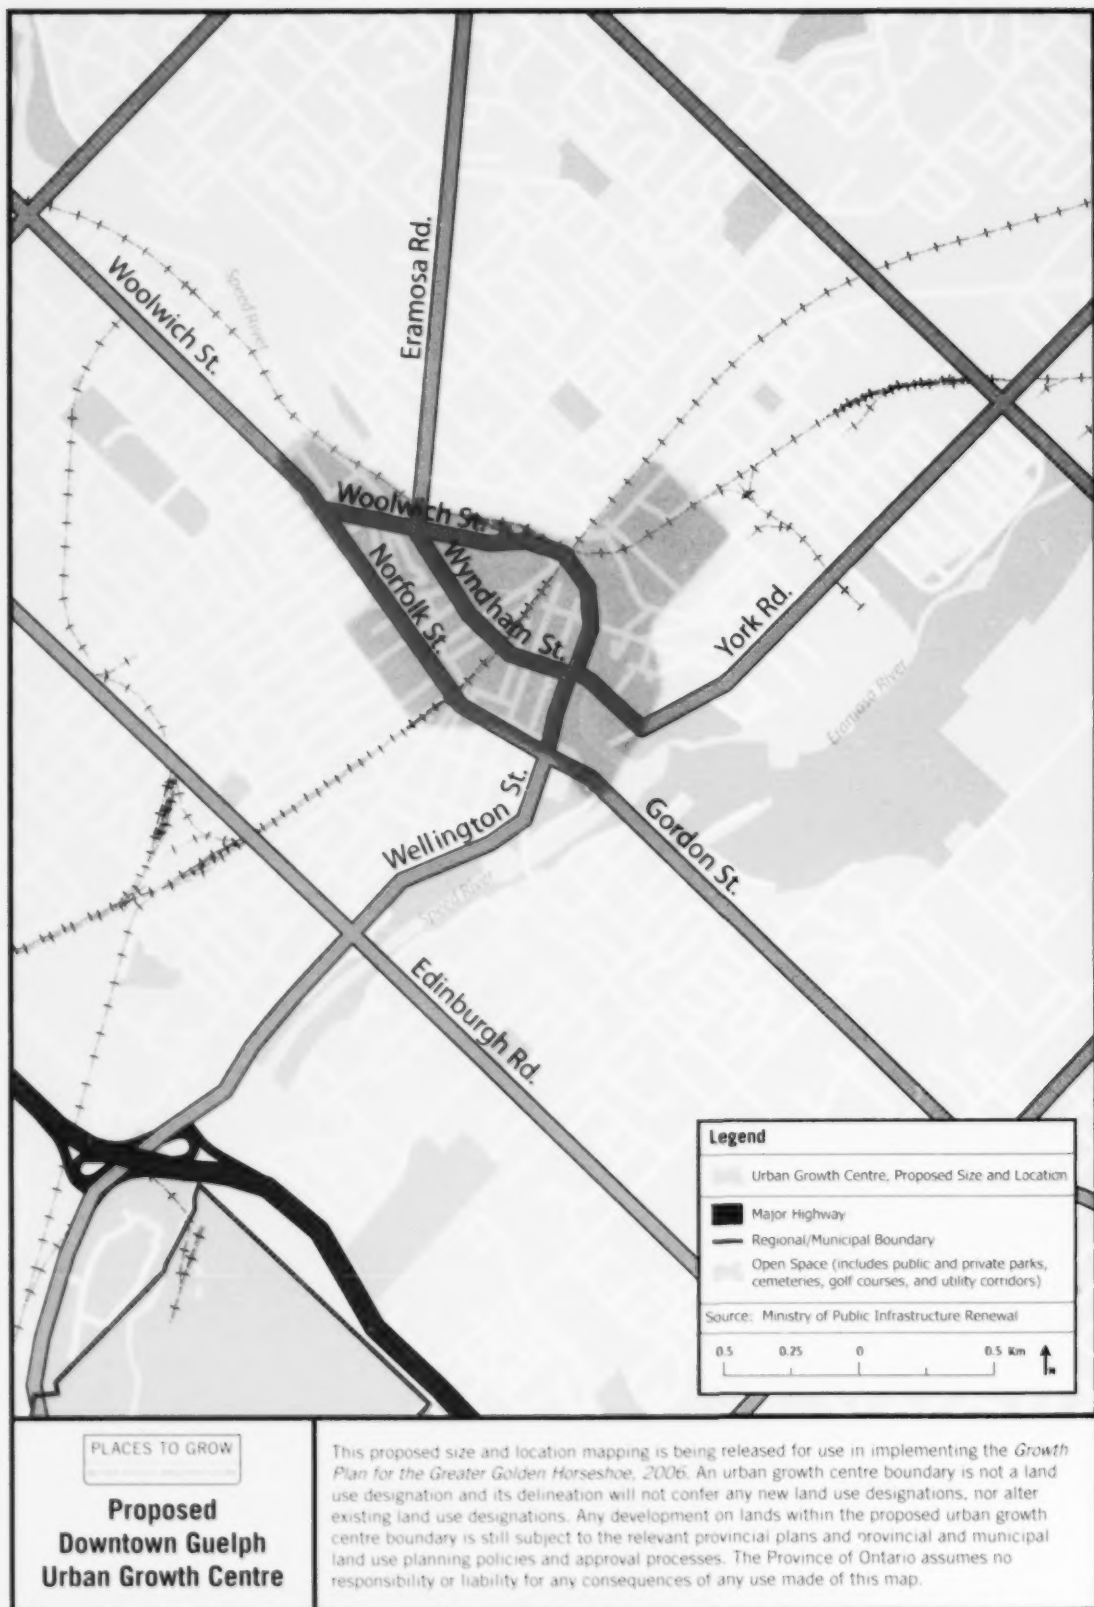 Eramosa Rd.
Woolwich St.
Speed River
Woolwich St.
Wyndham St.
Norfolk St.
York Rd.
Eramosa River
Wellington St.
Gordon St.
Speed River
Edinburgh Rd.
Legend
Urban Growth Centre, Proposed Size and Location
Major Highway
Regional/Municipal Boundary
Open Space (includes public and private parks,
cemeteries, golf courses, and utility corridors)
Source: Ministry of Public Infrastructure Renewal
0.5 0.25 0 0.5 Km
N
PLACES TO GROW
Proposed
Downtown Guelph
Urban Growth Centre
This proposed size and location mapping is being released for use in implementing the Growth
Plan for the Greater Golden Horseshoe, 2006. An urban growth centre boundary is not a land
use designation and its delineation will not confer any new land use designations, nor alter
existing land use designations. Any development on lands within the proposed urban growth
centre boundary is still subject to the relevant provincial plans and provincial and municipal
land use planning policies and approval processes. The Province of Ontario assumes no
responsibility or liability for any consequences of any use made of this map.